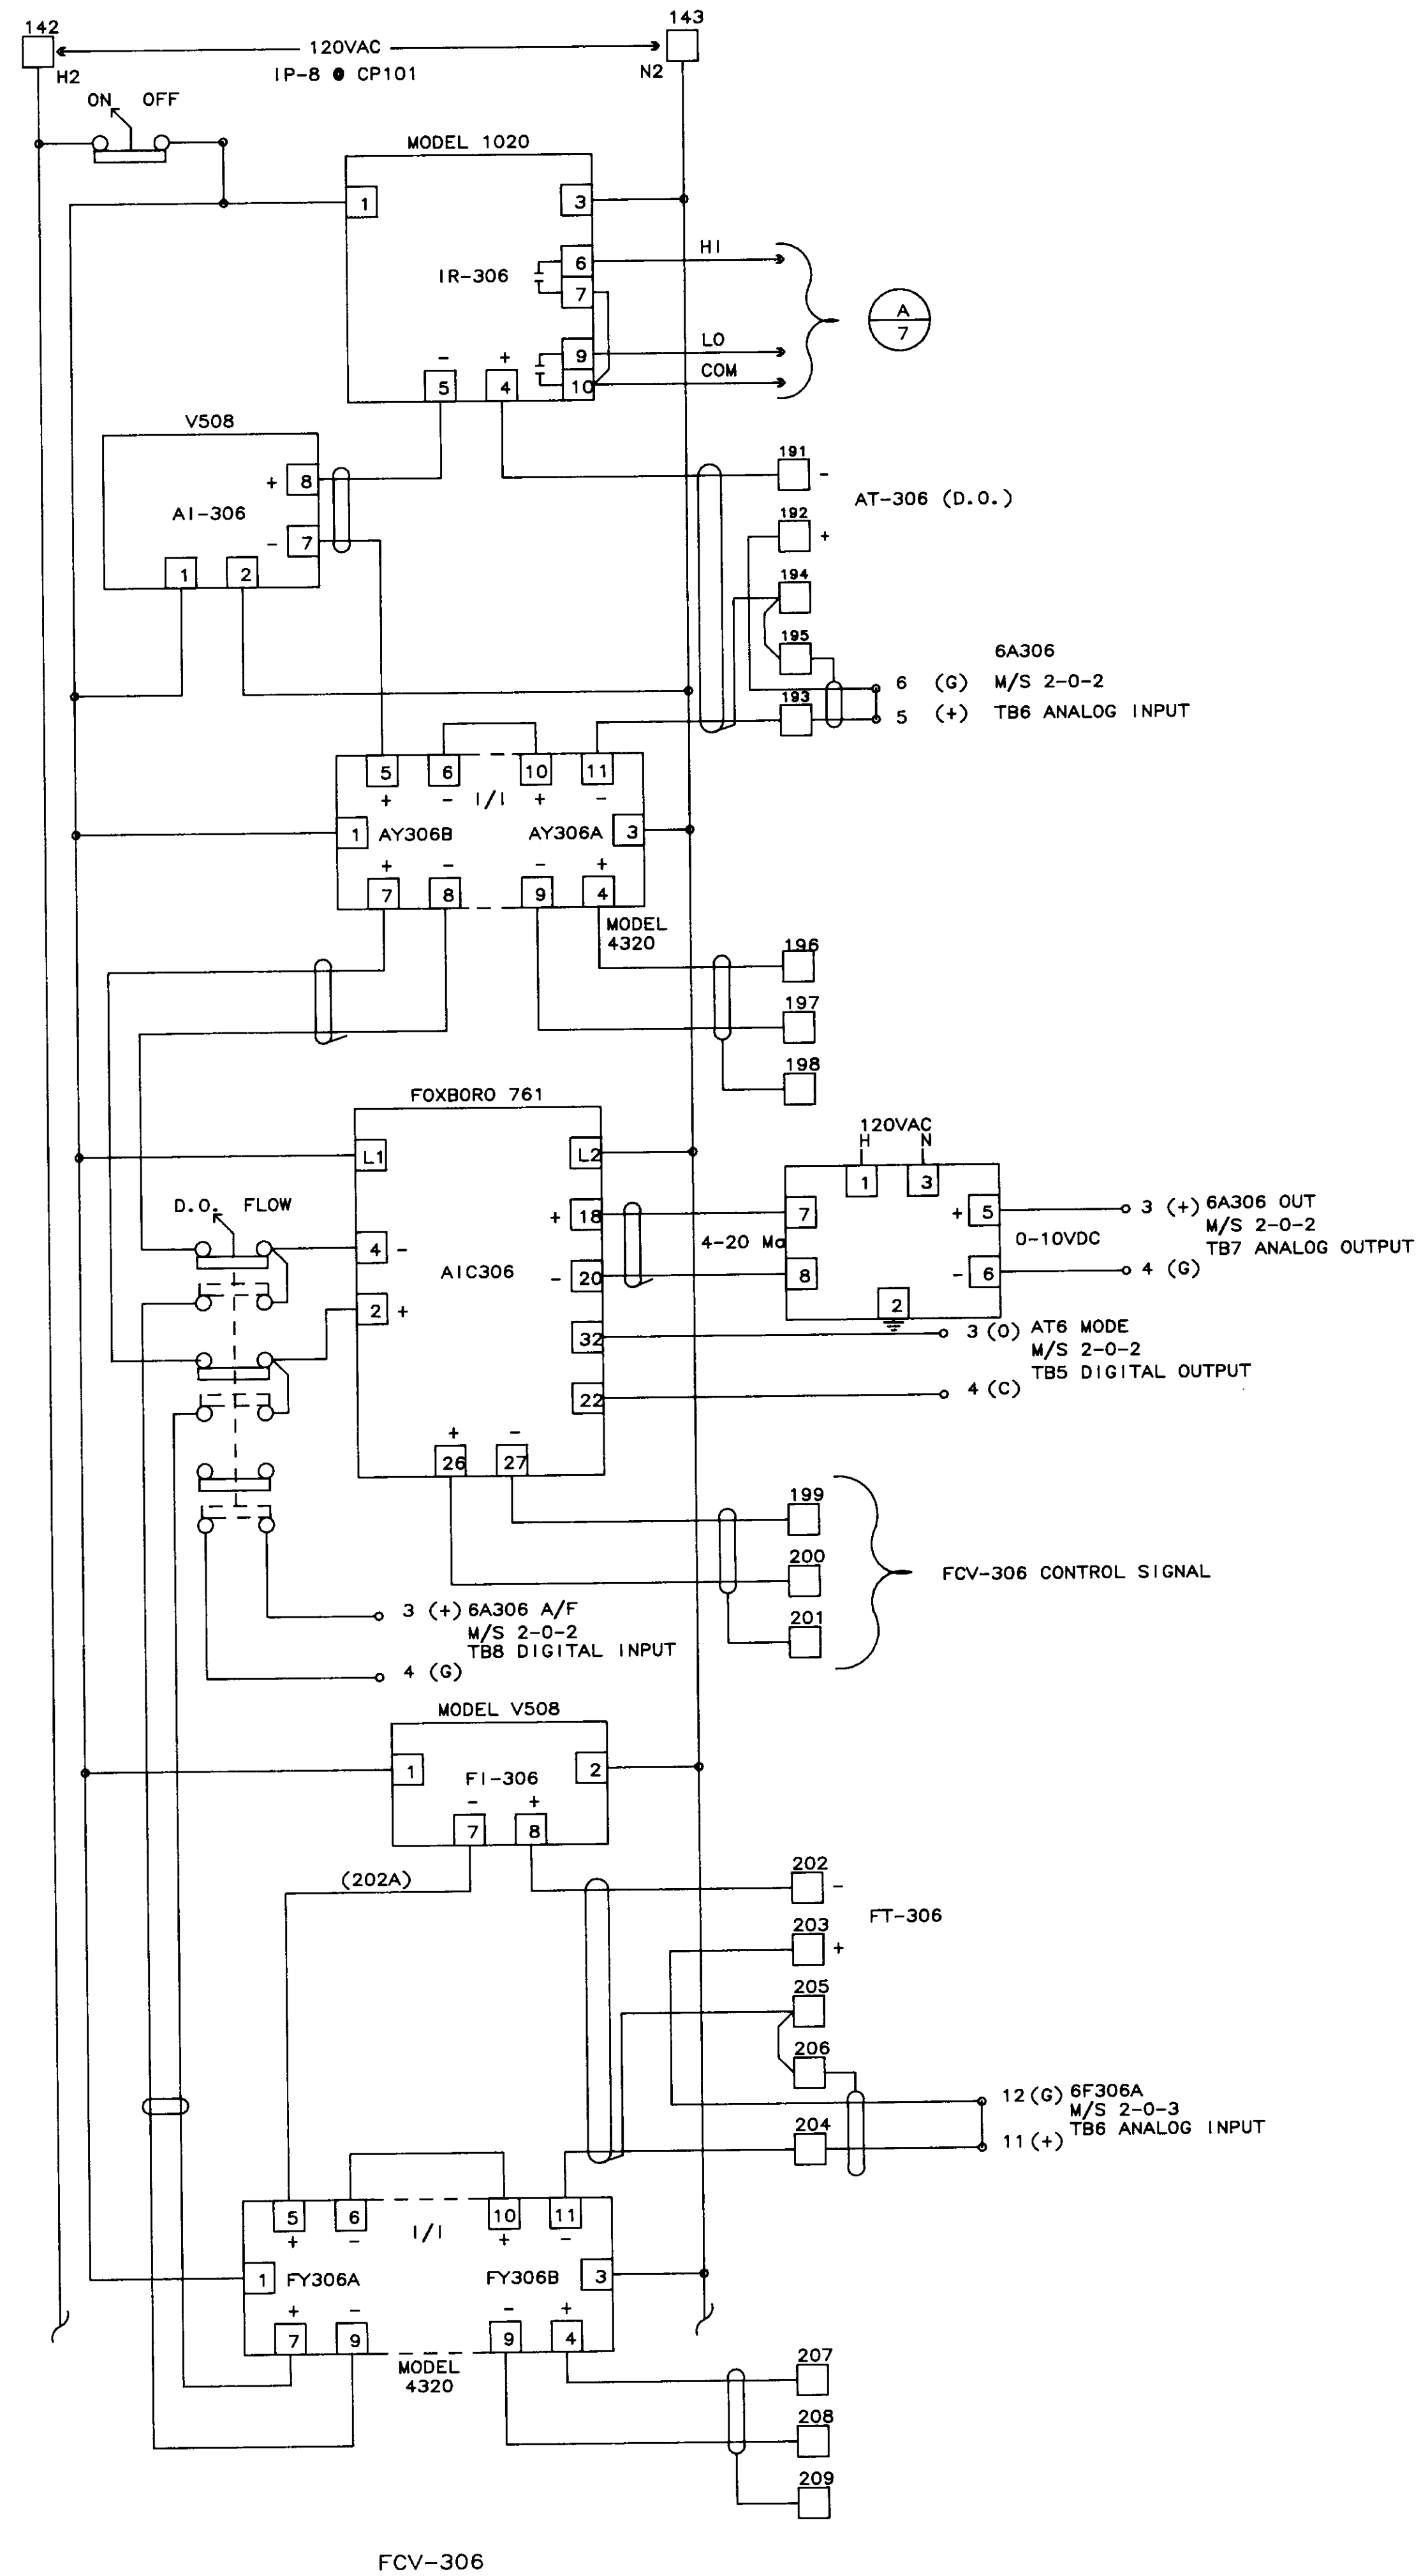 142
143
120VAC
IP-8 @ CP101
H2
N2
ON OFF
MODEL 1020
1
3
HI
6
IR-306
7
A
7
LO
9
- +
COM
5 4 10
V508
191
+ 8
-
AT-306 (D.O.)
AI-306
192
+
- 7
1 2
194
195
6A306
6 (G) M/S 2-0-2
193
5 (+) TB6 ANALOG INPUT
5 6 10 11
+ - I/I + -
1 AY306B AY306A 3
+ - - +
7 8 9 4
MODEL
4320
196
197
198
FOXBORO 761
120VAC
H N
L1 L2
1 3
D.O. FLOW
+ 18
7
+ 5
3 (+) 6A306 OUT
M/S 2-0-2
TB7 ANALOG OUTPUT
4-20 Ma
0-10VDC
4 -
AIC306
- 20
8
- 6
4 (G)
2 +
2
32
3 (O) AT6 MODE
M/S 2-0-2
TB5 DIGITAL OUTPUT
22
4 (C)
+ -
26 27
199
200
FCV-306 CONTROL SIGNAL
201
3 (+) 6A306 A/F
M/S 2-0-2
TB8 DIGITAL INPUT
4 (G)
MODEL V508
1 2
FI-306
- +
7 8
202
(202A)
-
FT-306
203
+
205
206
12 (G) 6F306A
M/S 2-0-3
TB6 ANALOG INPUT
204
11 (+)
5 6 10 11
+ - I/I + -
1 FY306A FY306B 3
+ - - +
7 9 9 4
MODEL
4320
207
208
209
FCV-306